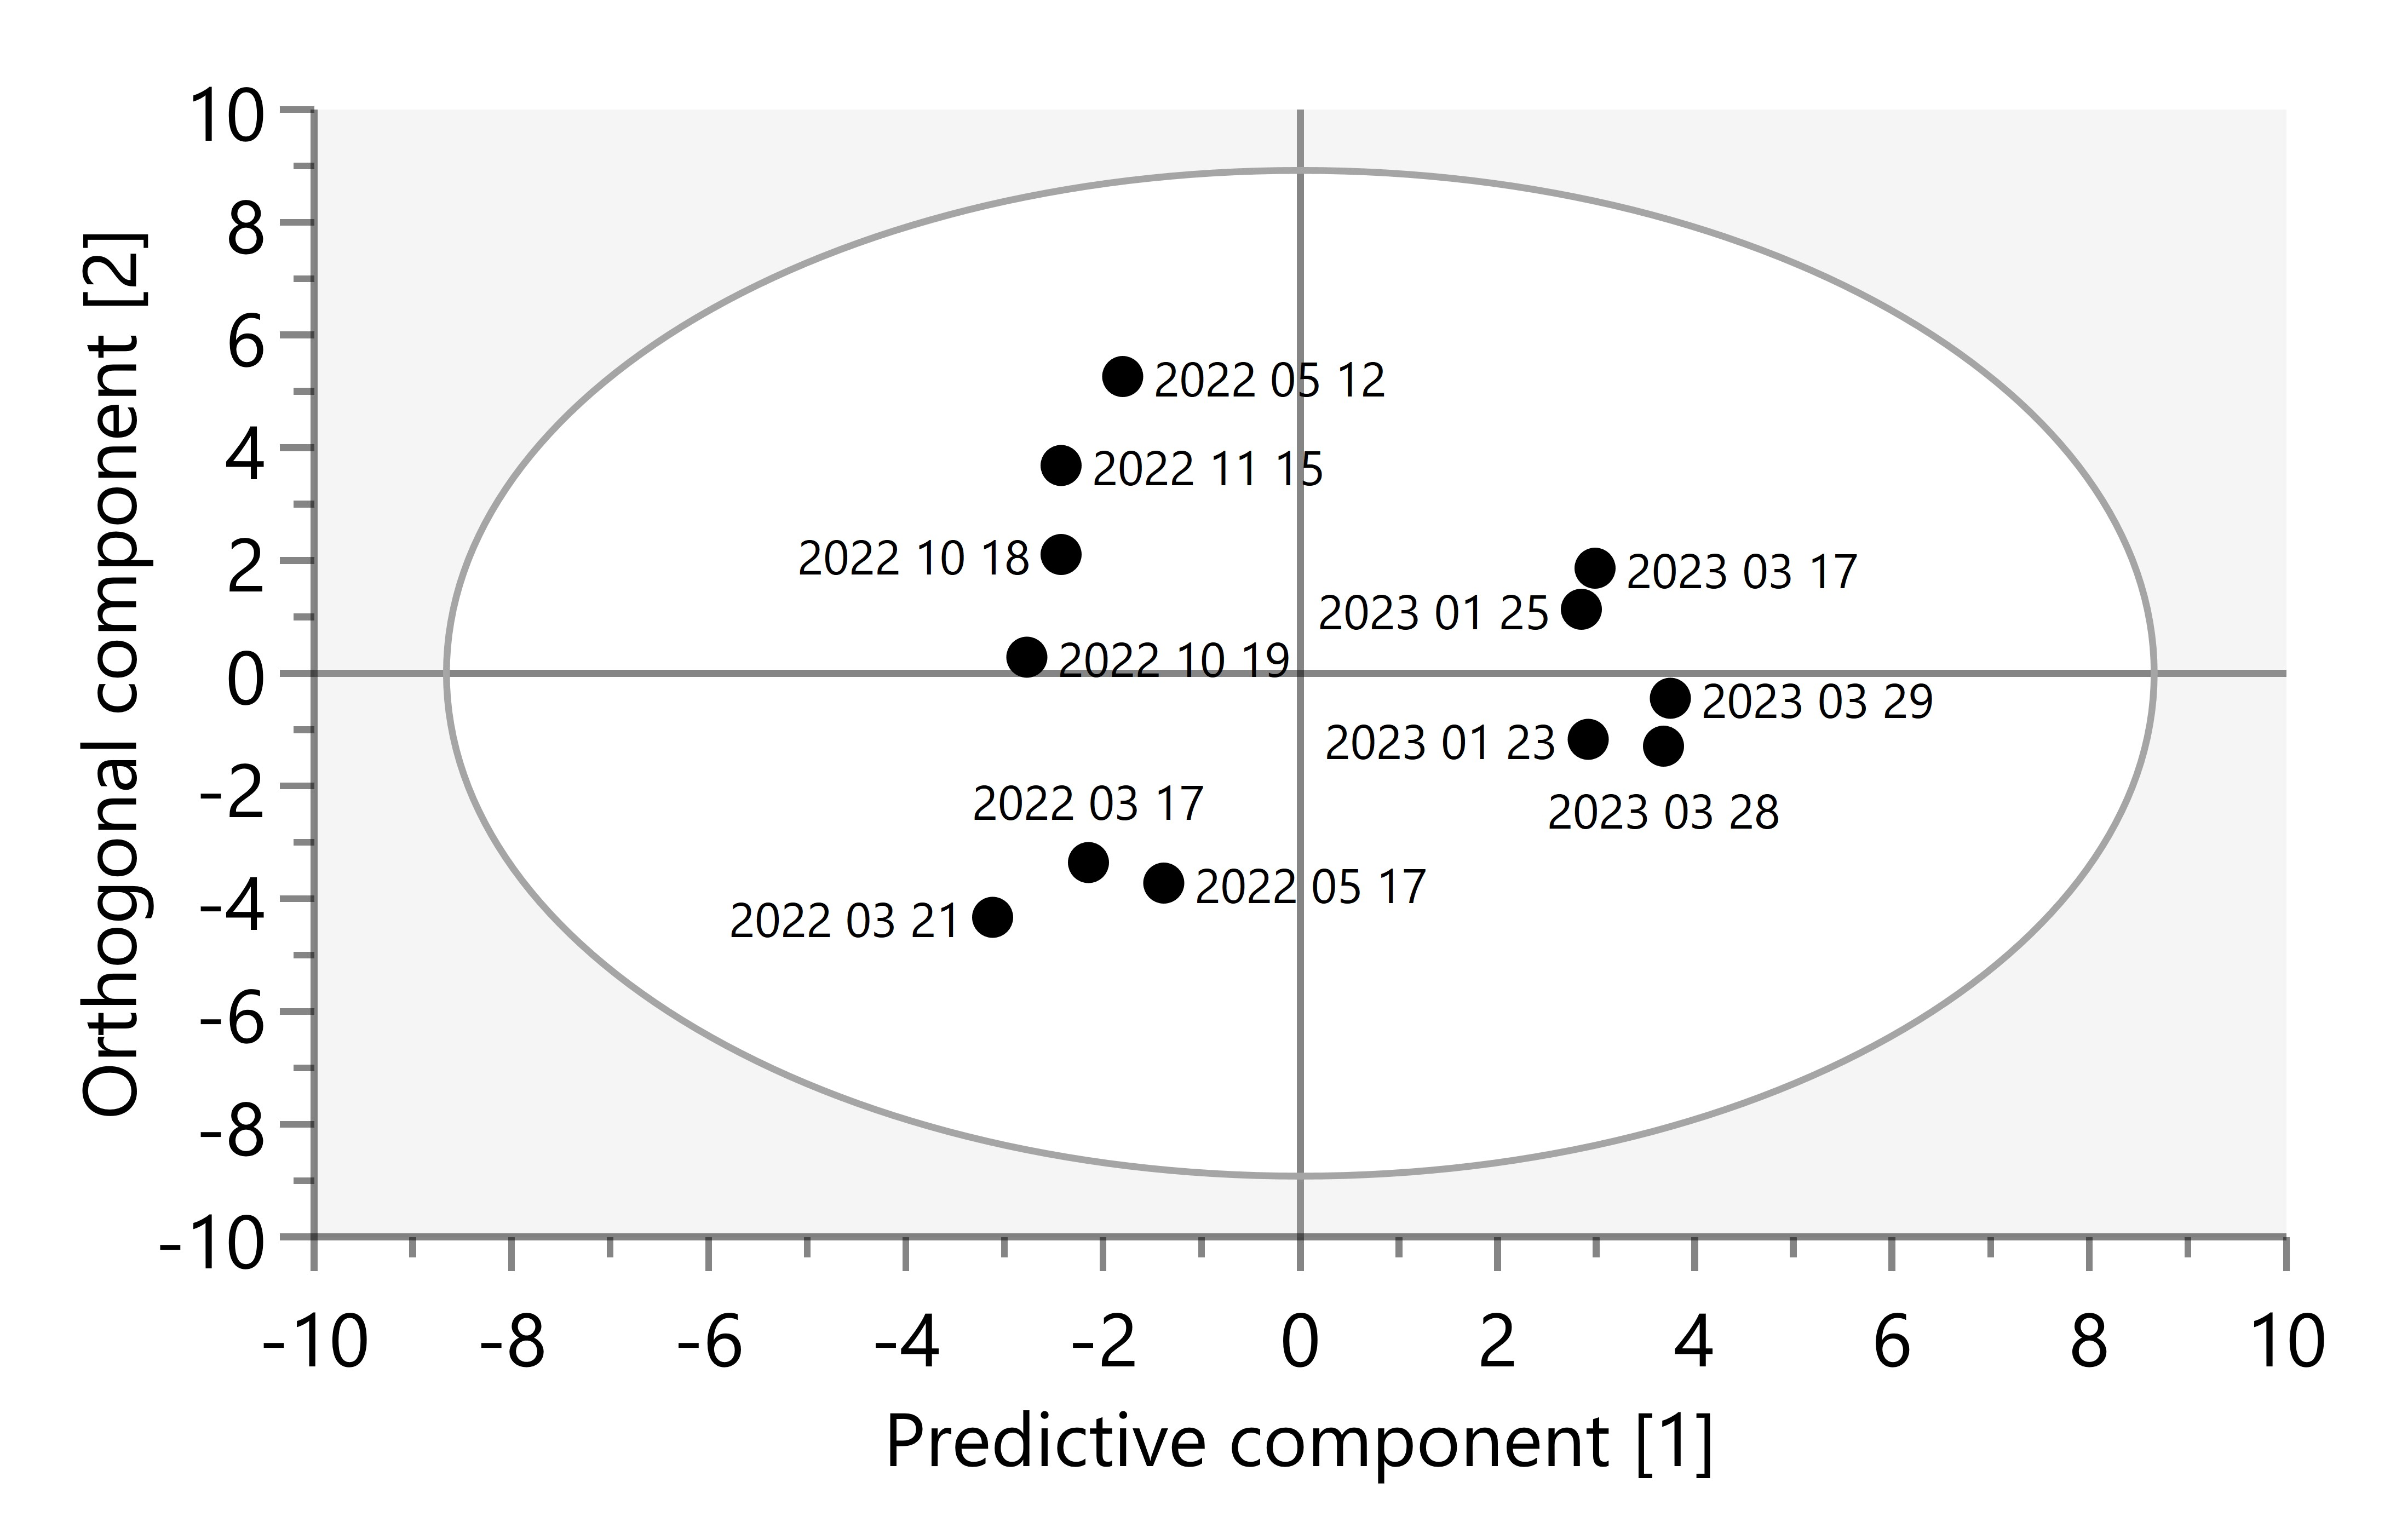 Orthogonal component [2]
10
8
6
4
2
0
-2
-4
-6
-8
-10
2022 05 12
2022 11 15
2022 10 18
2023 03 17
2023 01 25
2022 10 19
2023 03 29
2023 01 23
2022 03 17
2023 03 28
2022 05 17
2022 03 21
-10 -8 -6 -4 -2 0 2 4 6 8 10
Predictive component [1]